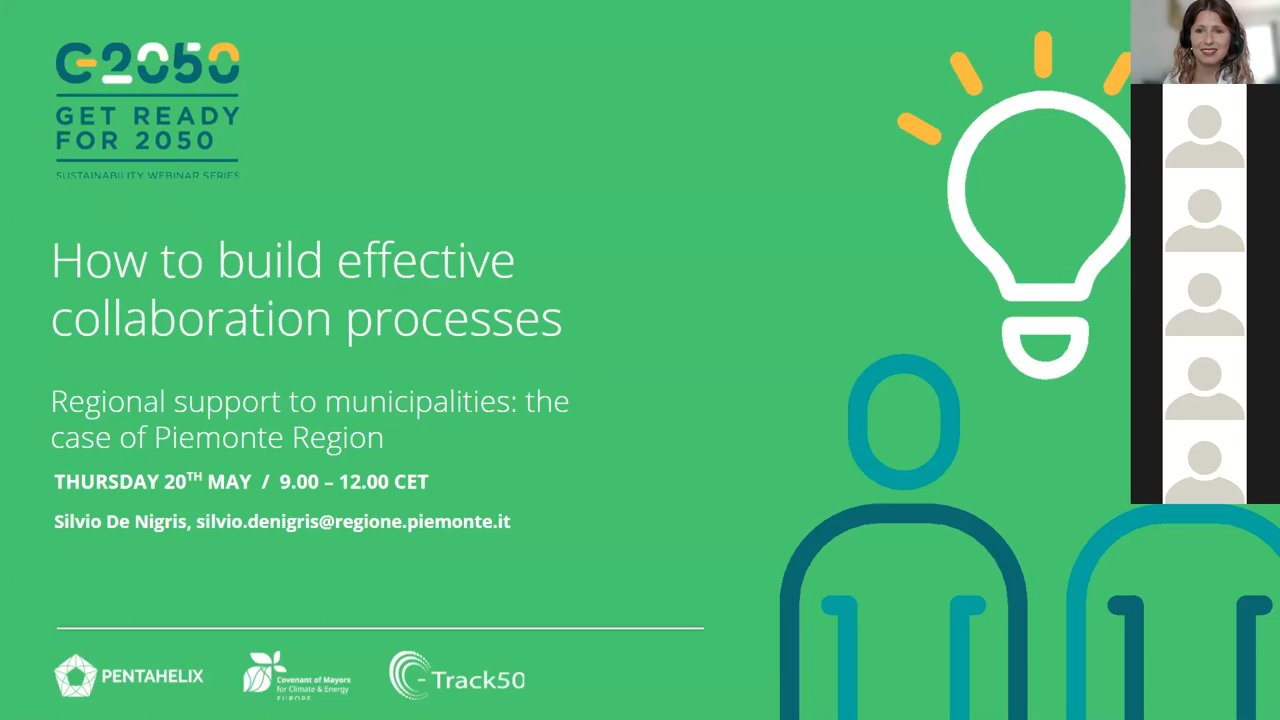 C-2050
GET READY
FOR 2050
SUSTAINABILITY WEBINAR SERIES
How to build effective
collaboration processes
Regional support to municipalities: the
case of Piemonte Region
THURSDAY 20TH MAY / 9.00 – 12.00 CET
Silvio De Nigris, silvio.denigris@regione.piemonte.it
PENTAHELIX
Covenant of Mayors
for Climate & Energy
EUROPE
C-Track50